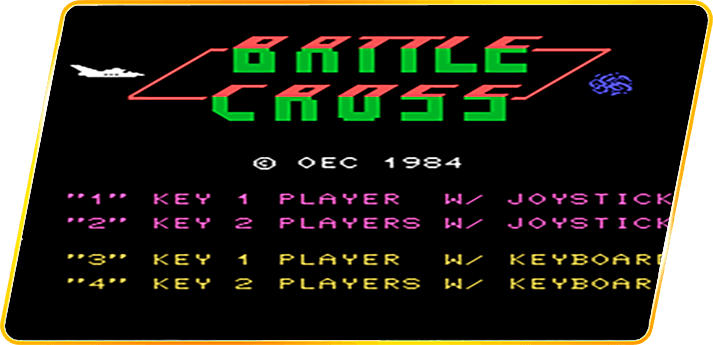 BATTLE
CROSS
© OEC 1984
"1" KEY 1 PLAYER W/ JOYSTICK
"2" KEY 2 PLAYERS W/ JOYSTICK
"3" KEY 1 PLAYER W/ KEYBOARD
"4" KEY 2 PLAYERS W/ KEYBOAR